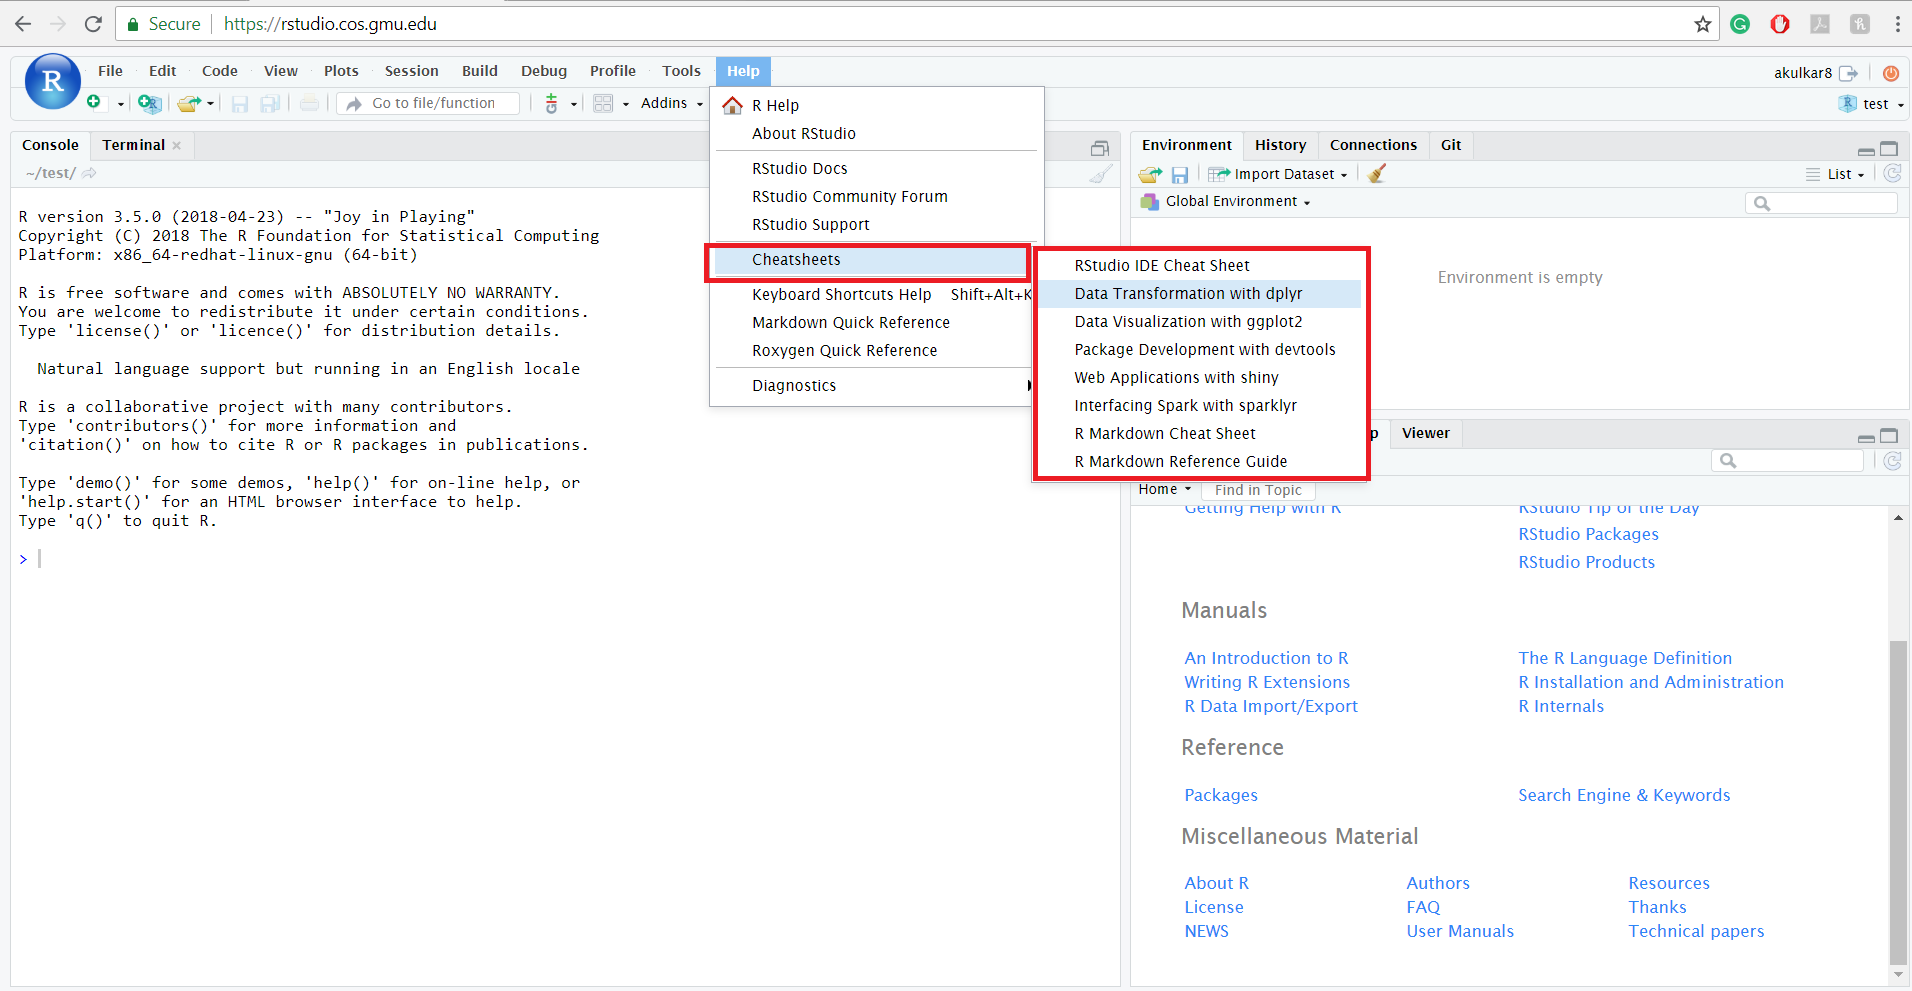 Secure | https://rstudio.cos.gmu.edu
R
File Edit Code View Plots Session Build Debug Profile Tools Help
akulkar8
Go to file/function Addins
test
R Help
About RStudio
RStudio Docs
RStudio Community Forum
RStudio Support
Cheatsheets
Keyboard Shortcuts Help Shift+Alt+K
Markdown Quick Reference
Roxygen Quick Reference
Diagnostics
RStudio IDE Cheat Sheet
Data Transformation with dplyr
Data Visualization with ggplot2
Package Development with devtools
Web Applications with shiny
Interfacing Spark with sparklyr
R Markdown Cheat Sheet
R Markdown Reference Guide
Console Terminal
~/test/
R version 3.5.0 (2018-04-23) -- "Joy in Playing"
Copyright (C) 2018 The R Foundation for Statistical Computing
Platform: x86_64-redhat-linux-gnu (64-bit)
R is free software and comes with ABSOLUTELY NO WARRANTY.
You are welcome to redistribute it under certain conditions.
Type 'license()' or 'licence()' for distribution details.
Natural language support but running in an English locale
R is a collaborative project with many contributors.
Type 'contributors()' for more information and
'citation()' on how to cite R or R packages in publications.
Type 'demo()' for some demos, 'help()' for on-line help, or
'help.start()' for an HTML browser interface to help.
Type 'q()' to quit R.
>
Environment History Connections Git
Import Dataset List
Global Environment
Environment is empty
p Viewer
Home Find in Topic
Getting Help with R RStudio Tip of the Day
RStudio Packages
RStudio Products
Manuals
An Introduction to R The R Language Definition
Writing R Extensions R Installation and Administration
R Data Import/Export R Internals
Reference
Packages Search Engine & Keywords
Miscellaneous Material
About R Authors Resources
License FAQ Thanks
NEWS User Manuals Technical papers